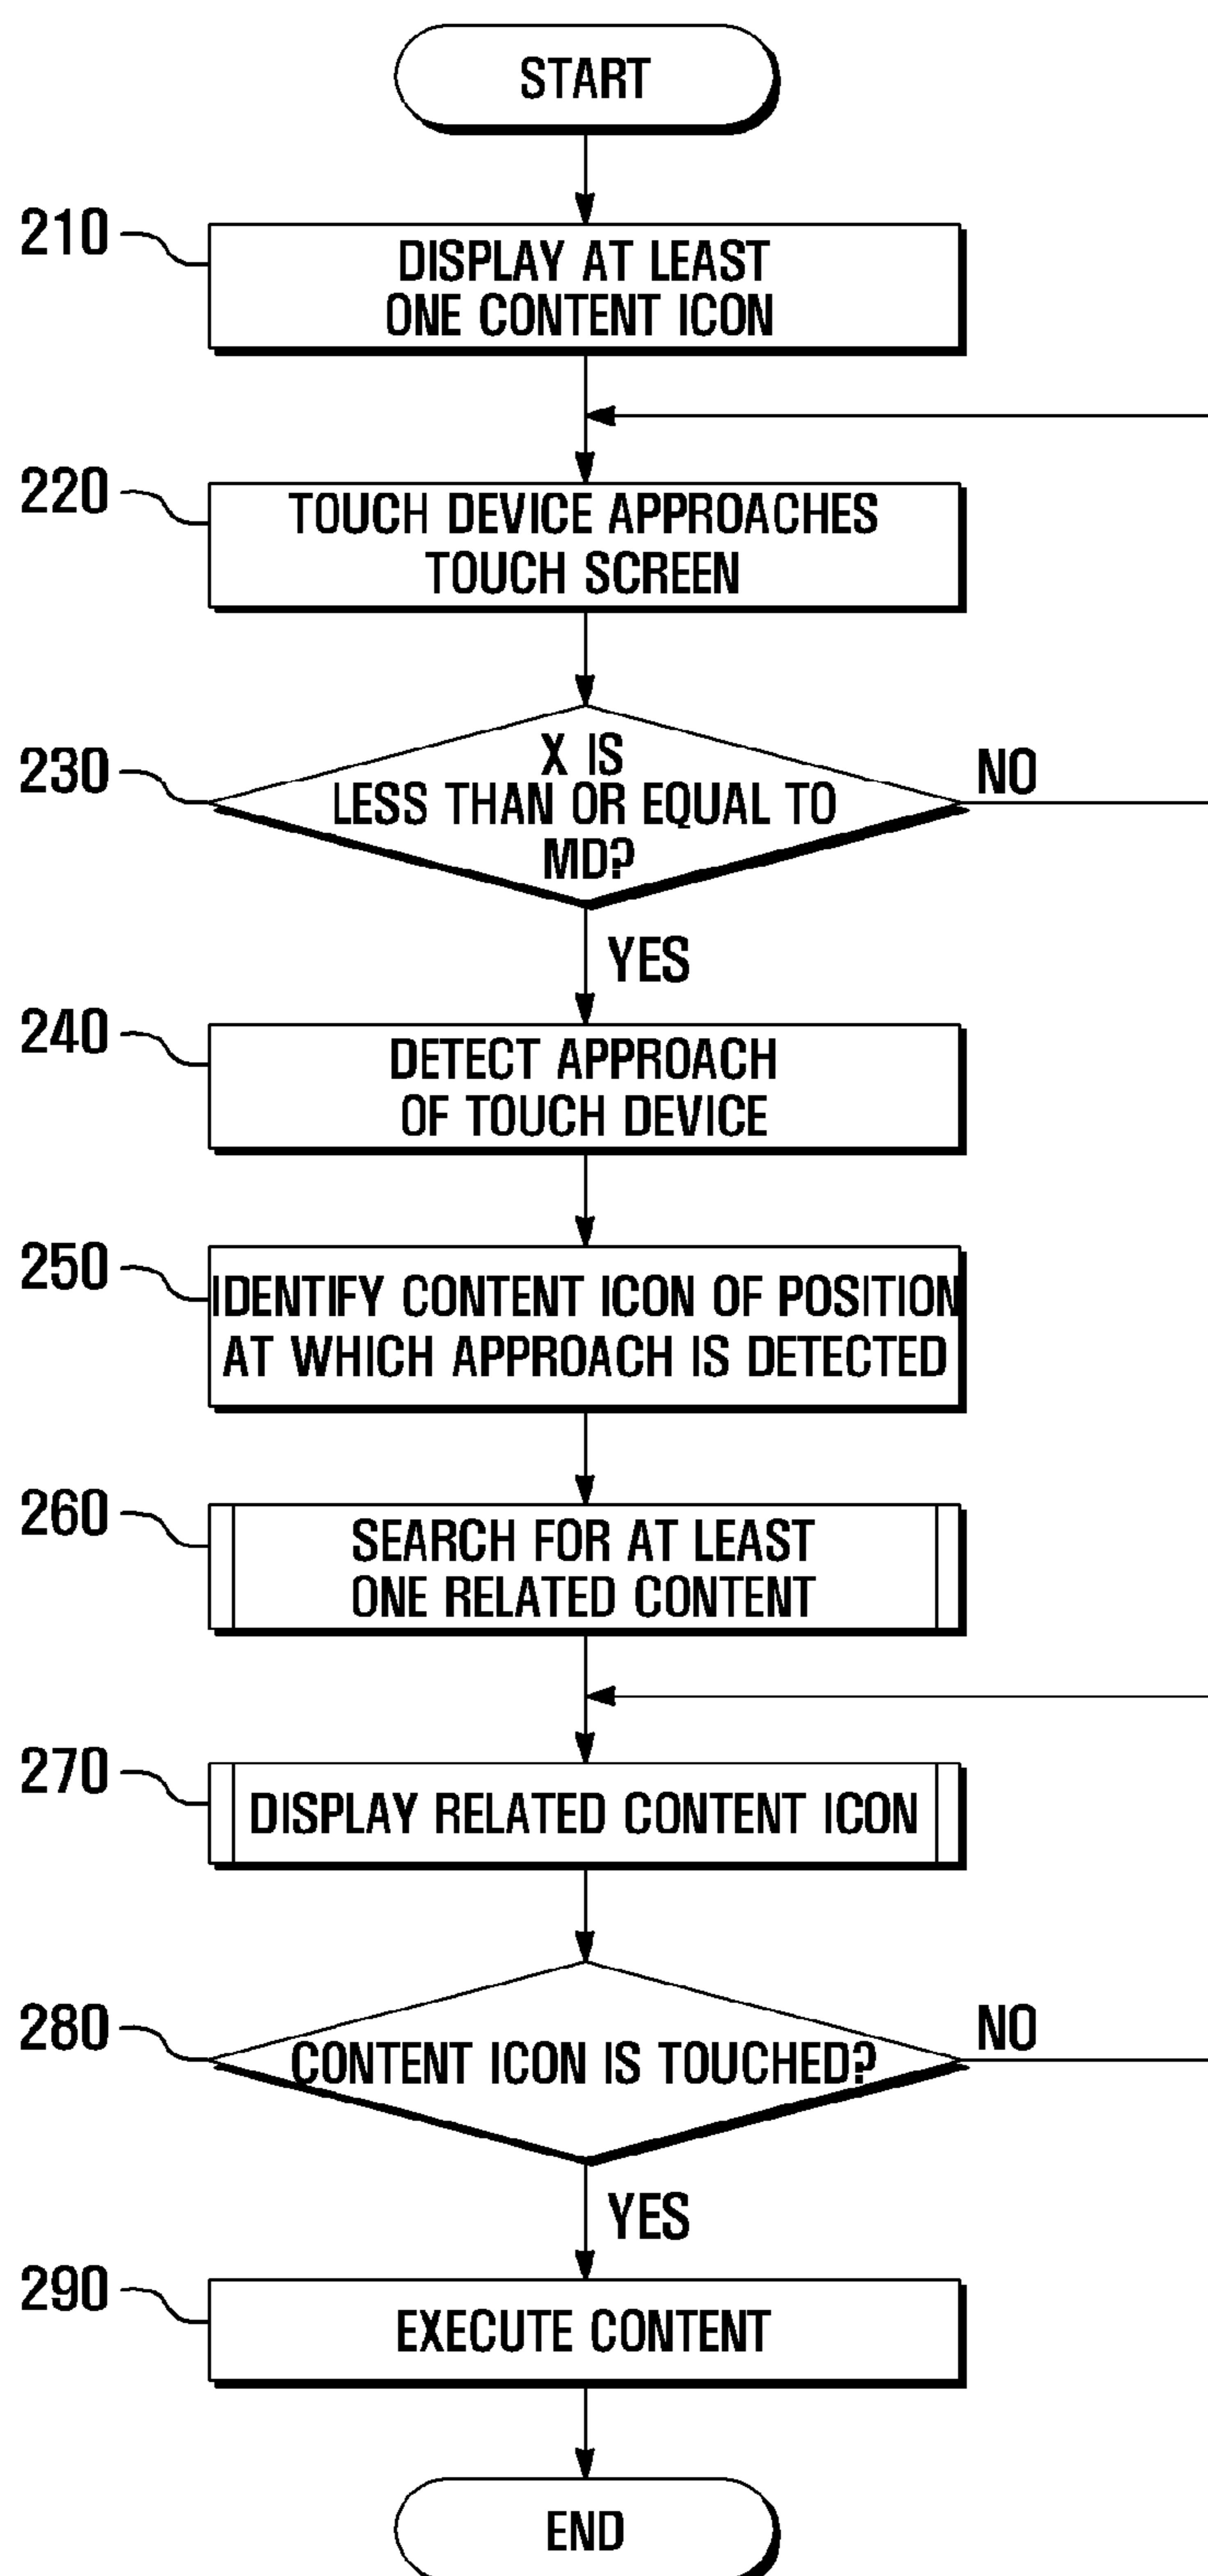 START
210
DISPLAY AT LEAST
ONE CONTENT ICON
220
TOUCH DEVICE APPROACHES
TOUCH SCREEN
230
X IS
LESS THAN OR EQUAL TO
MD?
NO
YES
240
DETECT APPROACH
OF TOUCH DEVICE
250
IDENTIFY CONTENT ICON OF POSITION
AT WHICH APPROACH IS DETECTED
260
SEARCH FOR AT LEAST
ONE RELATED CONTENT
270
DISPLAY RELATED CONTENT ICON
280
CONTENT ICON IS TOUCHED?
NO
YES
290
EXECUTE CONTENT
END